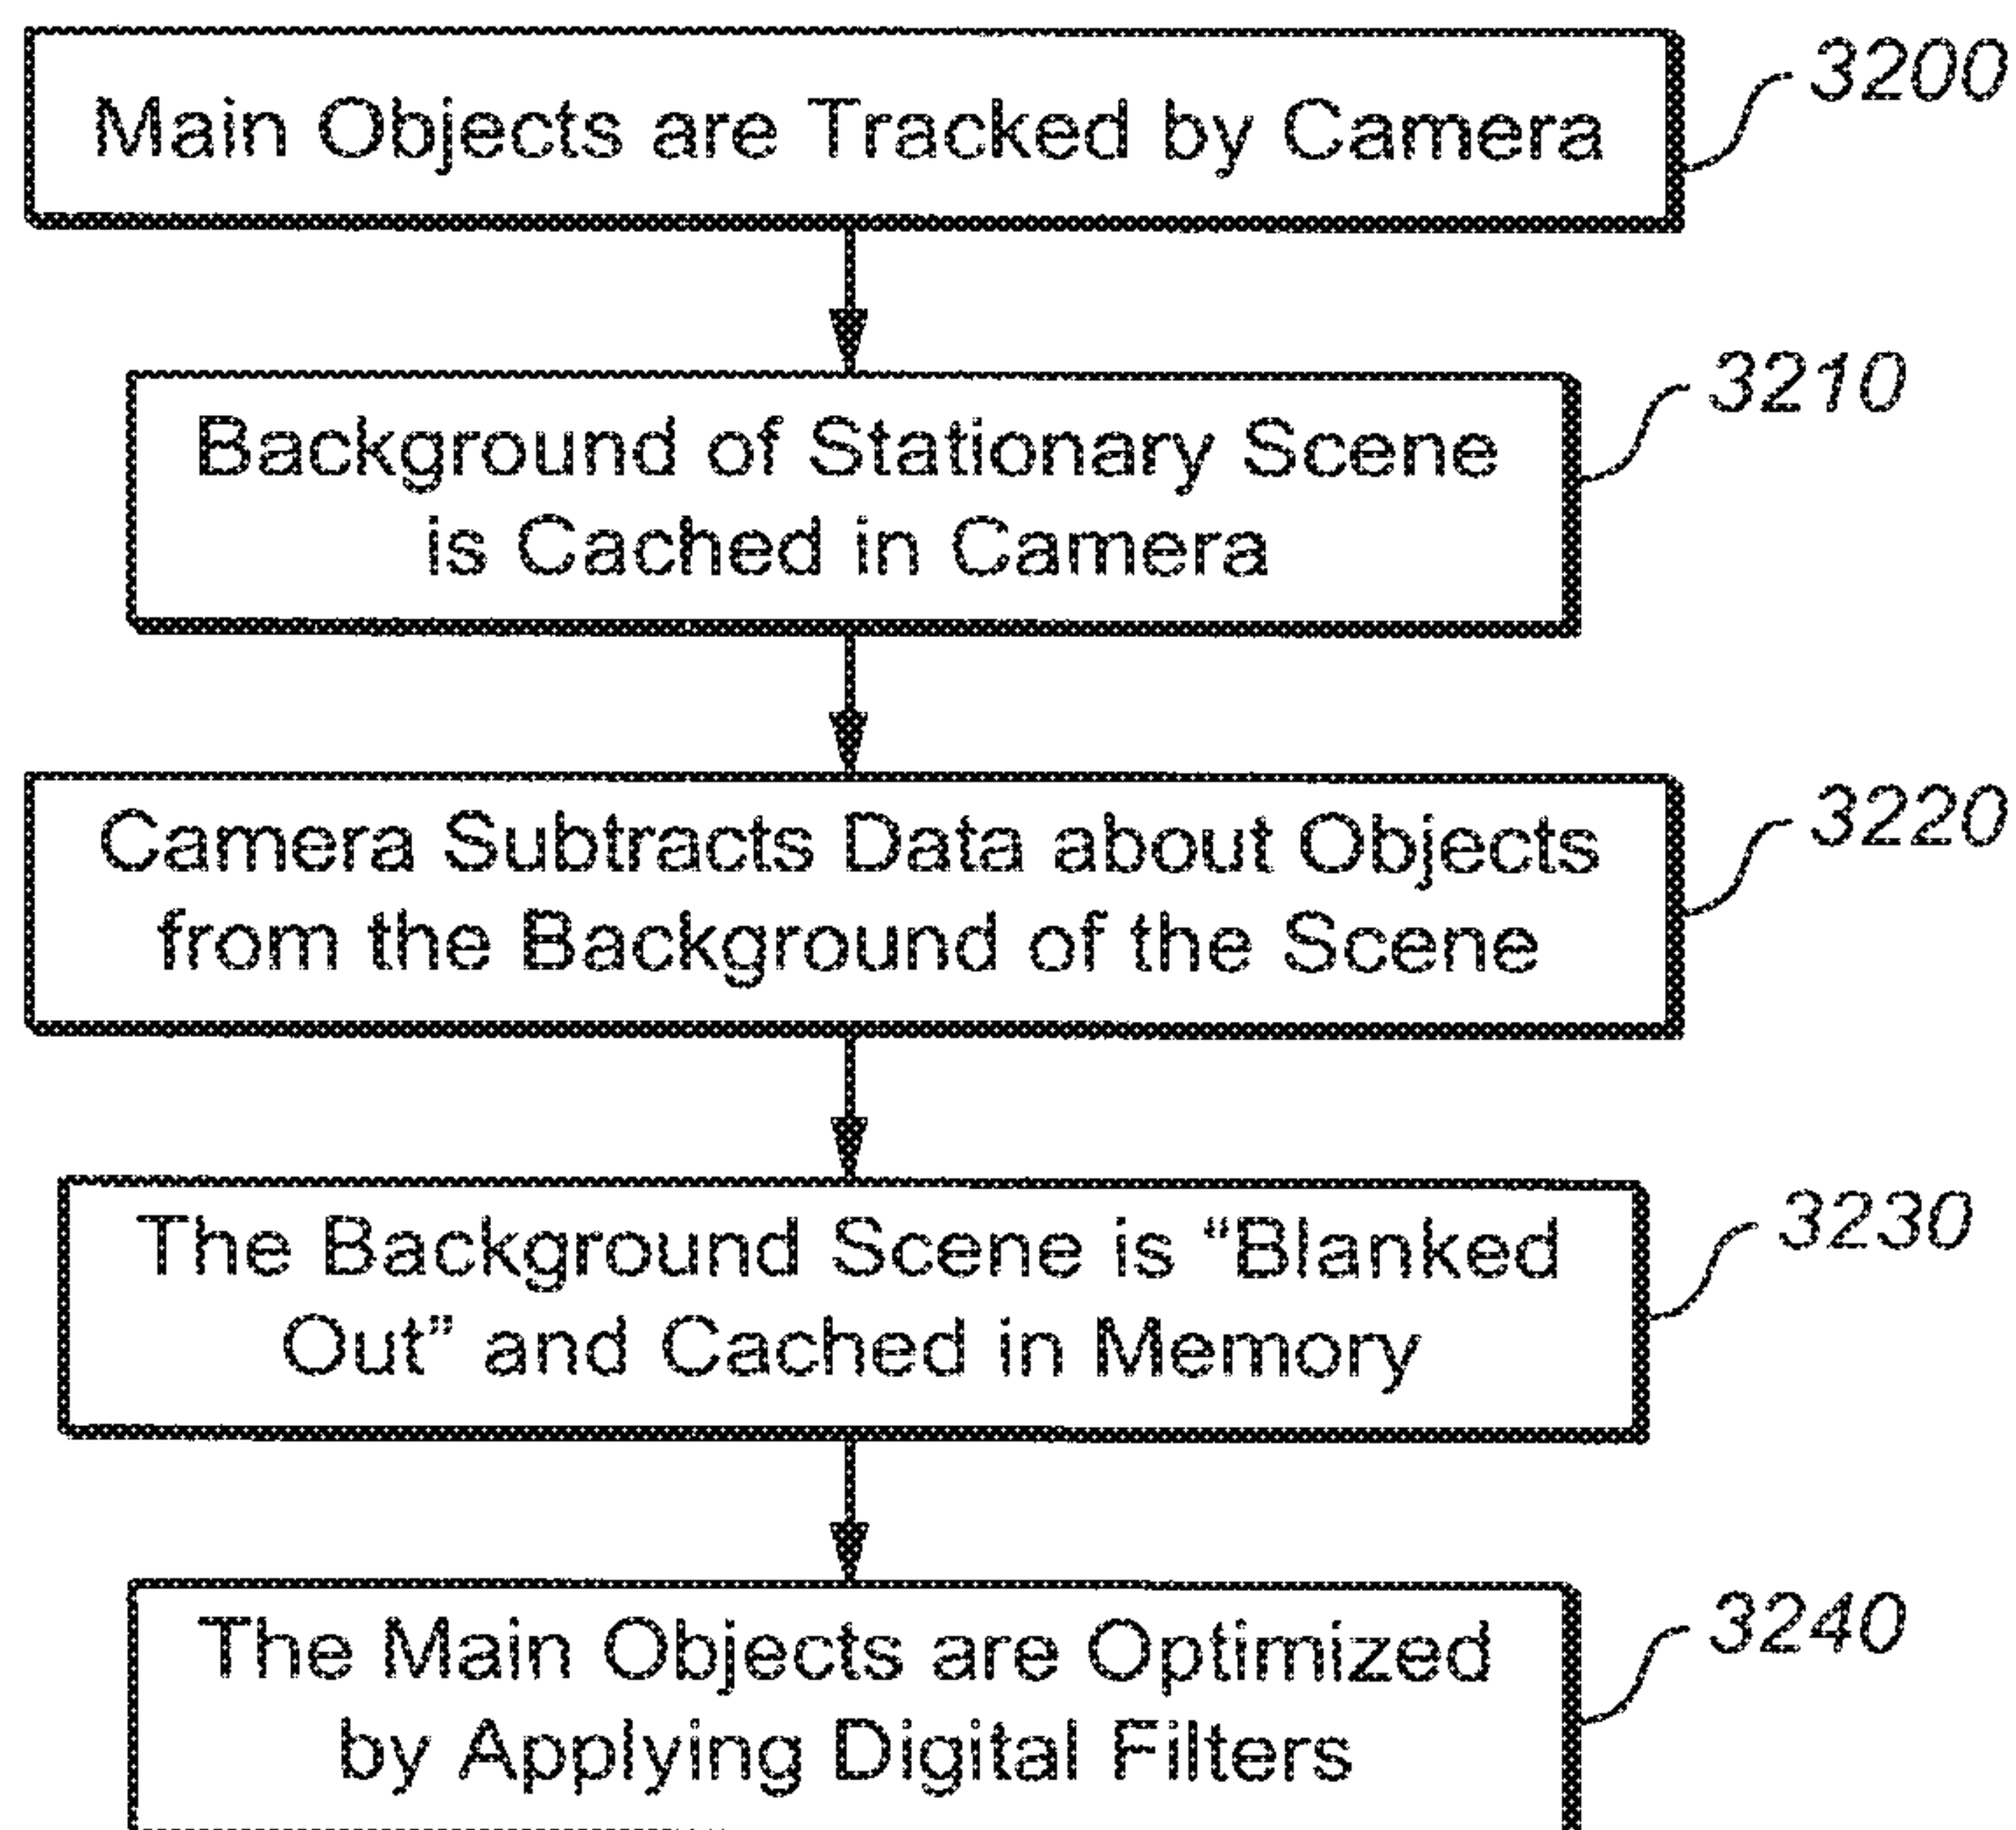 Main Objects are Tracked by Camera
3200
Background of Stationary Scene
is Cached in Camera
3210
Camera Subtracts Data about Objects
from the Background of the Scene
3220
The Background Scene is “Blanked
Out” and Cached in Memory
3230
The Main Objects are Optimized
by Applying Digital Filters
3240